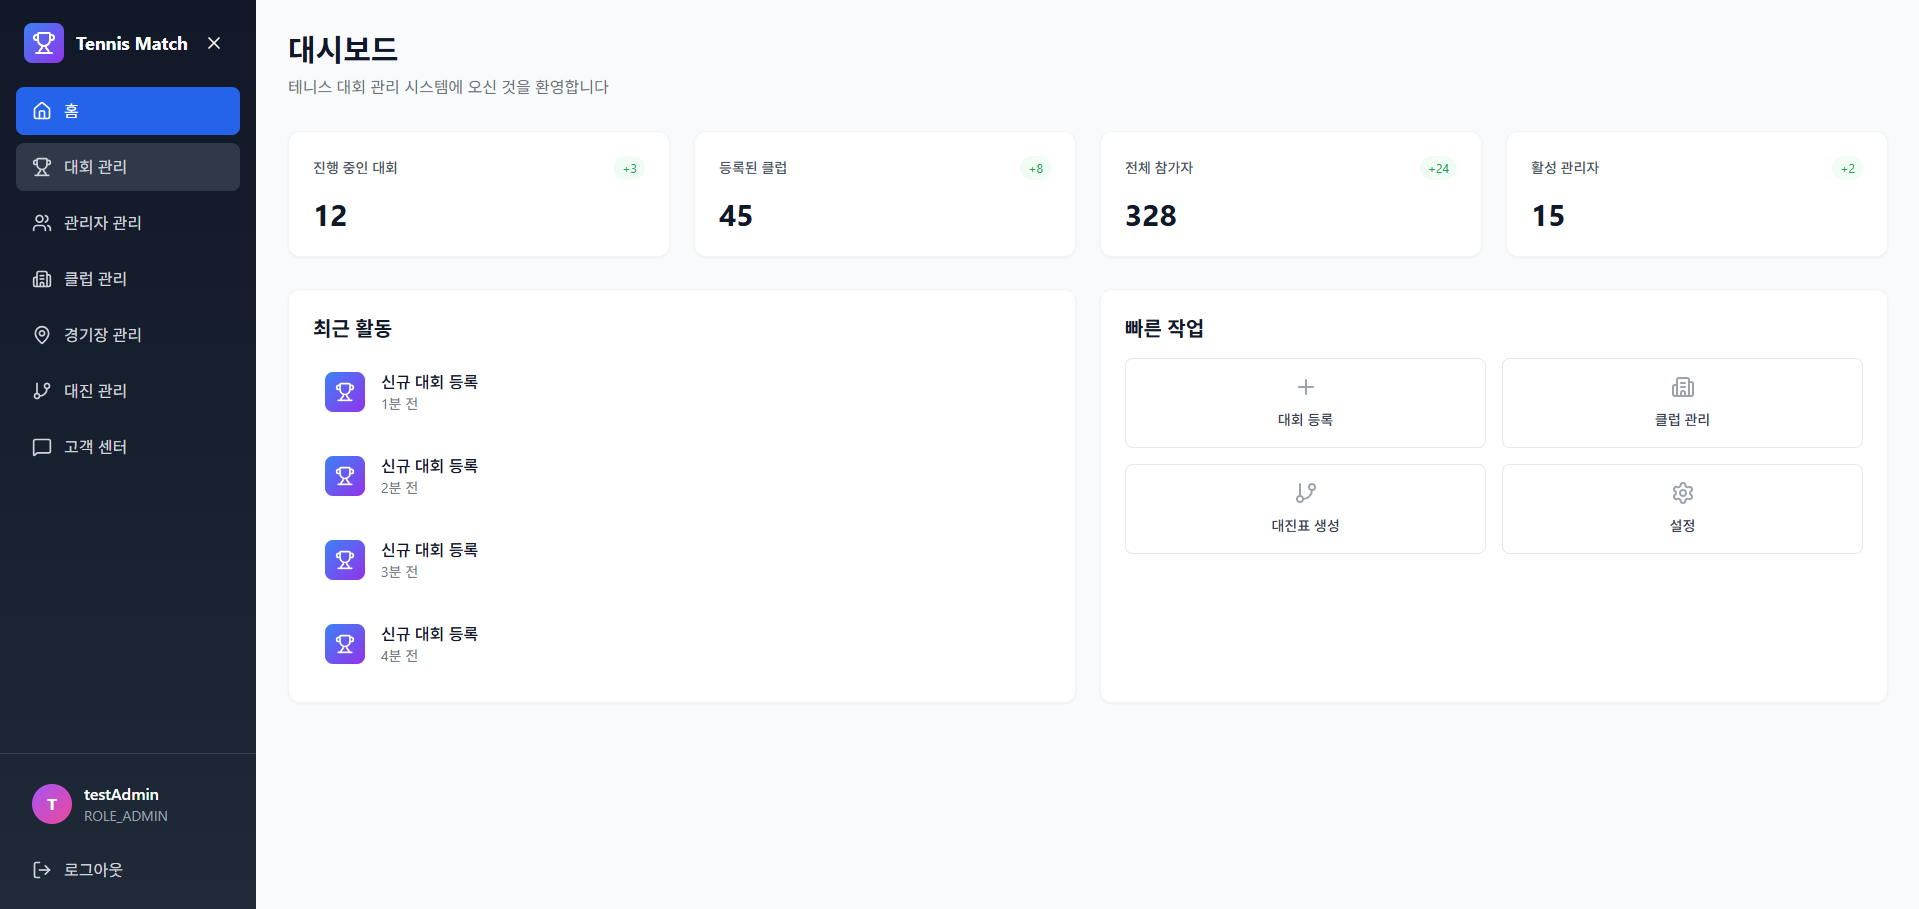 Tennis Match
홈
대회 관리
관리자 관리
클럽 관리
경기장 관리
대진 관리
고객 센터
T
testAdmin
ROLE_ADMIN
로그아웃
대시보드
테니스 대회 관리 시스템에 오신 것을 환영합니다
진행 중인 대회
+3
12
등록된 클럽
+8
45
전체 참가자
+24
328
활성 관리자
+2
15
최근 활동
신규 대회 등록
1분 전
신규 대회 등록
2분 전
신규 대회 등록
3분 전
신규 대회 등록
4분 전
빠른 작업
대회 등록
클럽 관리
대진표 생성
설정